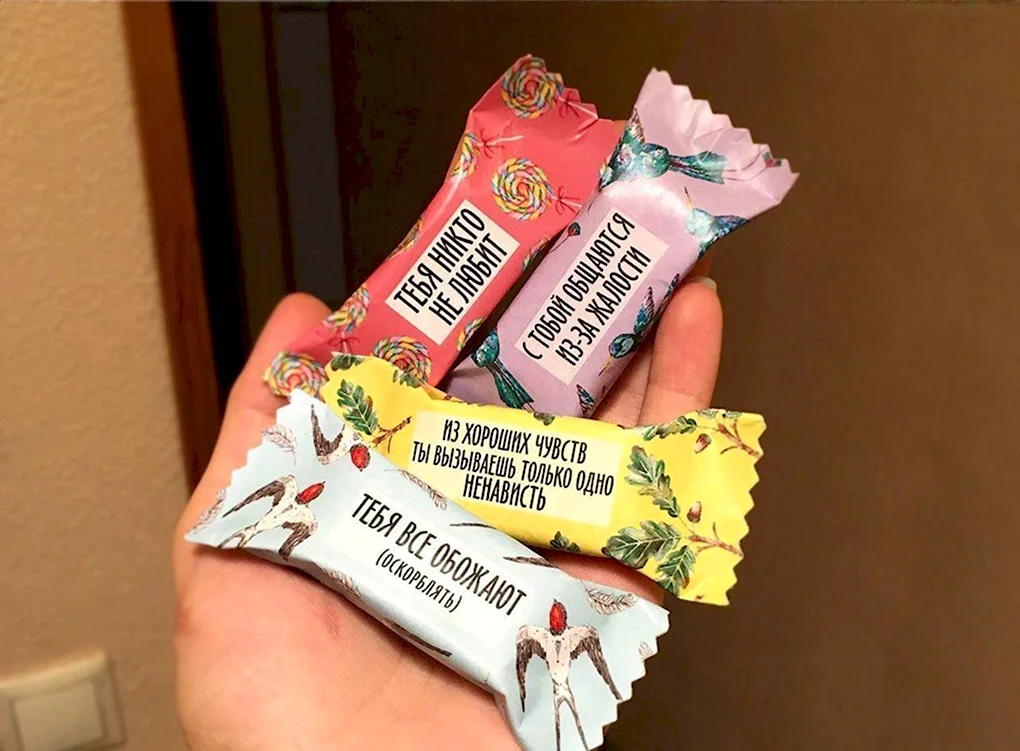 ТЕБЯ НИКТО
НЕ ЛЮБИТ
С ТОБОЙ ОБЩАЮТСЯ
ИЗ-ЗА ЖАЛОСТИ
ИЗ ХОРОШИХ ЧУВСТВ
ТЫ ВЫЗЫВАЕШЬ ТОЛЬКО ОДНО
НЕНАВИСТЬ
ТЕБЯ ВСЕ ОБОЖАЮТ
(ОСКОРБЛЯТЬ)